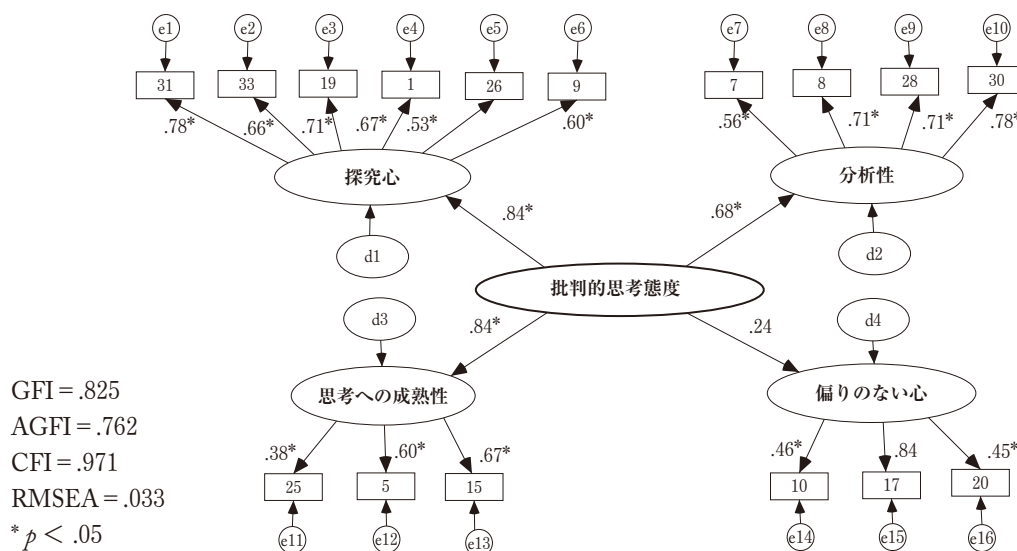 e1 e2 e3 e4 e5 e6 e7 e8 e9 e10
31 33 19 1 26 9 7 8 28 30
.78* .66* .71* .67* .53* .60* .56* .71* .71* .78*
探究心 分析性
.84* .68*
d1 d2
批判的思考態度
d3 d4
.84* .24
思考への成熟性 偏りのない心
.38* .60* .67* .46* .84 .45*
25 5 15 10 17 20
e11 e12 e13 e14 e15 e16
GFI = .825
AGFI = .762
CFI = .971
RMSEA = .033
* p < .05